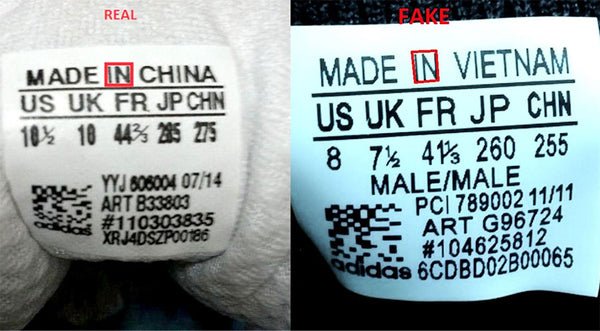 REAL
MADE IN CHINA
US UK FR JP CHN
10½ 10 44⅔ 285 275
YYJ 606004 07/14
ART B33803
#110303835
XRJ4DSZP00186
adidas
FAKE
MADE IN VIETNAM
US UK FR JP CHN
8 7½ 41⅓ 260 255
MALE/MALE
PCI 789002 11/11
ART G96724
#104625812
adidas 6CDBD02B00065